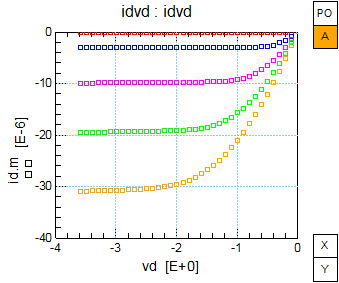 idvd : idvd
PO
A
0
-10
-20
-30
-40
id.m [E-6]
-4
-3
-2
-1
0
vd [E+0]
X
Y